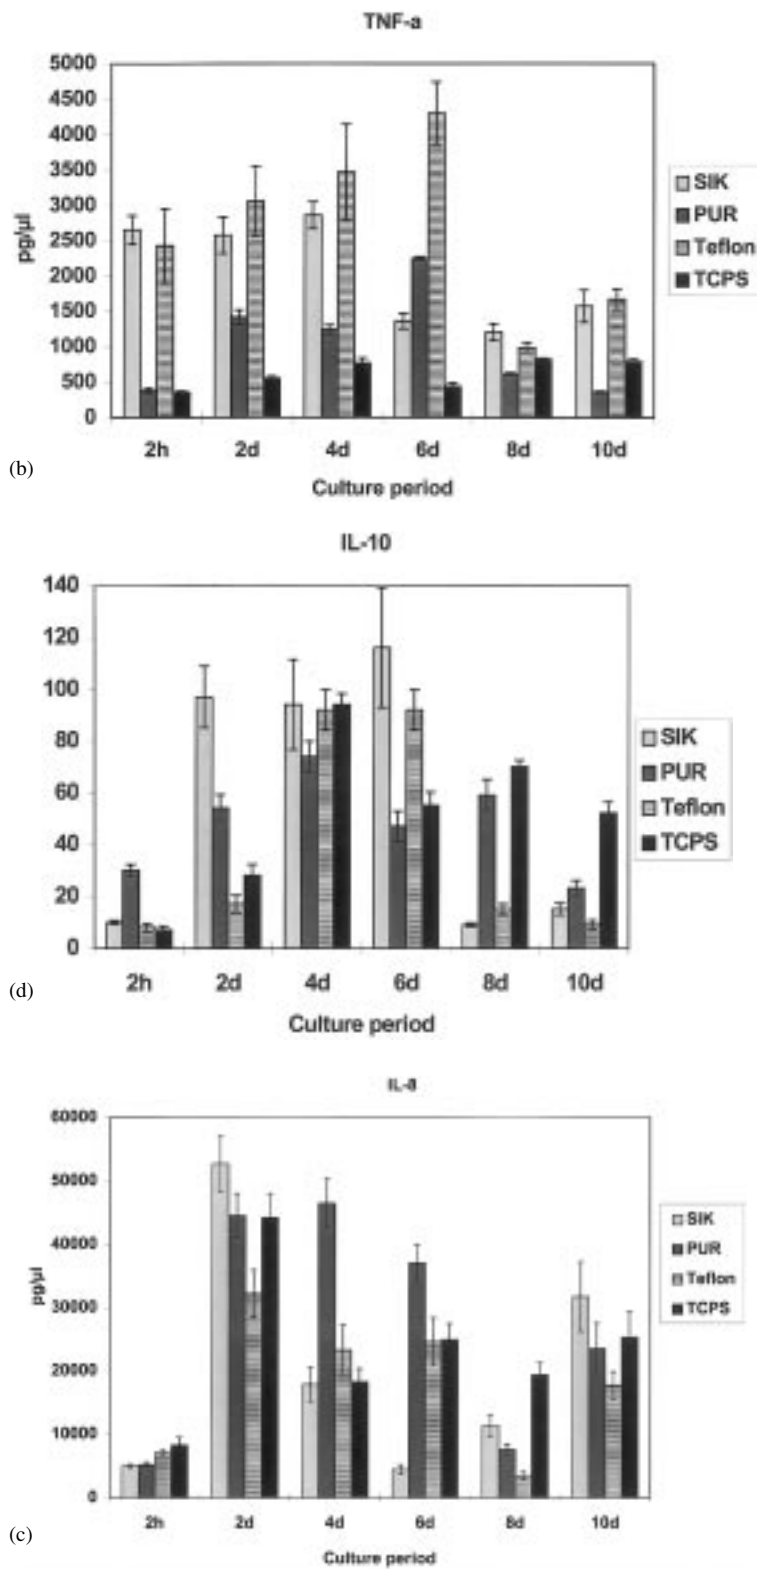 TNF-a
5000
4500
4000
3500
3000
2500
2000
1500
1000
500
0
pg/µl
2h 2d 4d 6d 8d 10d
Culture period
SIK
PUR
Teflon
TCPS
(b)
IL-10
140
120
100
80
60
40
20
0
2h 2d 4d 6d 8d 10d
Culture period
SIK
PUR
Teflon
TCPS
(d)
IL-8
60000
50000
40000
30000
20000
10000
0
pg/µl
2h 2d 4d 6d 8d 10d
Culture period
SIK
PUR
Teflon
TCPS
(c)